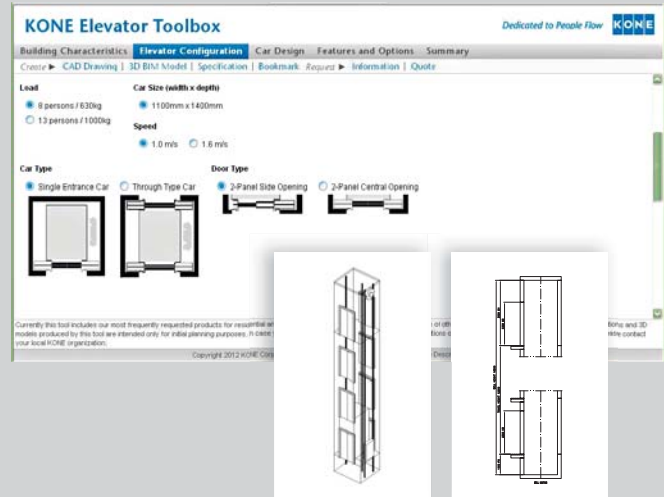 KONE Elevator Toolbox
Dedicated to People Flow KONE
Building Characteristics Elevator Configuration Car Design Features and Options Summary
Create ► CAD Drawing | 3D BIM Model | Specification | Bookmark Request ► Information | Quote
Load
8 persons / 630kg
13 persons / 1000kg
Car Size (width x depth)
1100mm x 1400mm
Speed
1.0 m/s 1.6 m/s
Car Type
Single Entrance Car Through Type Car
Door Type
2-Panel Side Opening 2-Panel Central Opening
Currently this tool includes our most frequently requested products for residential
models produced by this tool are intended only for initial planning purposes, contact
your local KONE organization.
and 3D
Copyright 2012 KONE